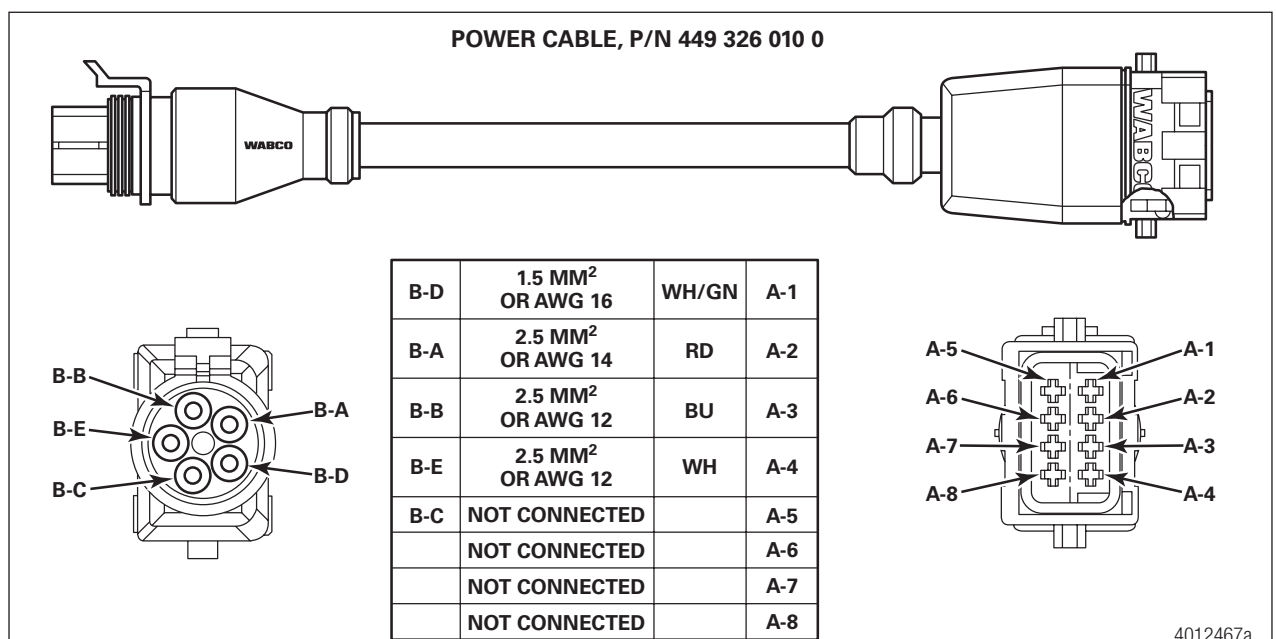 POWER CABLE, P/N 449 326 010 0
WABCO
WABCO
B-D 1.5 MM² OR AWG 16 WH/GN A-1
B-A 2.5 MM² OR AWG 14 RD A-2
B-B 2.5 MM² OR AWG 12 BU A-3
B-E 2.5 MM² OR AWG 12 WH A-4
B-C NOT CONNECTED A-5
NOT CONNECTED A-6
NOT CONNECTED A-7
NOT CONNECTED A-8
B-B
B-E
B-C
B-A
B-D
A-5
A-6
A-7
A-8
A-1
A-2
A-3
A-4
4012467a